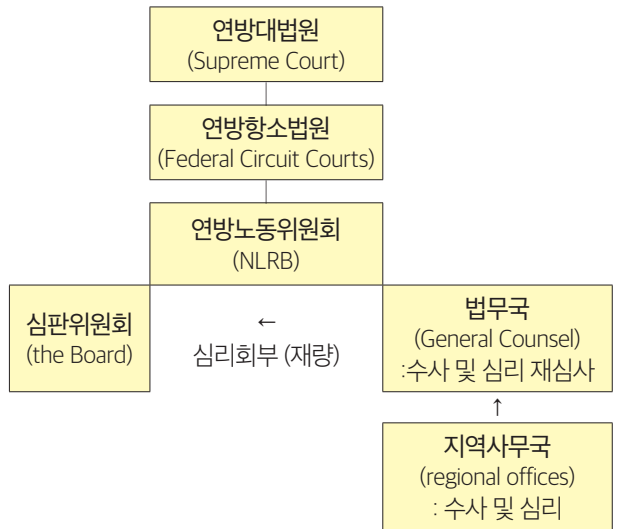 연방대법원
(Supreme Court)
연방항소법원
(Federal Circuit Courts)
연방노동위원회
(NLRB)
심판위원회
(the Board)
←
심리회부 (재량)
법무국
(General Counsel)
:수사 및 심리 재심사
↑
지역사무국
(regional offices)
: 수사 및 심리